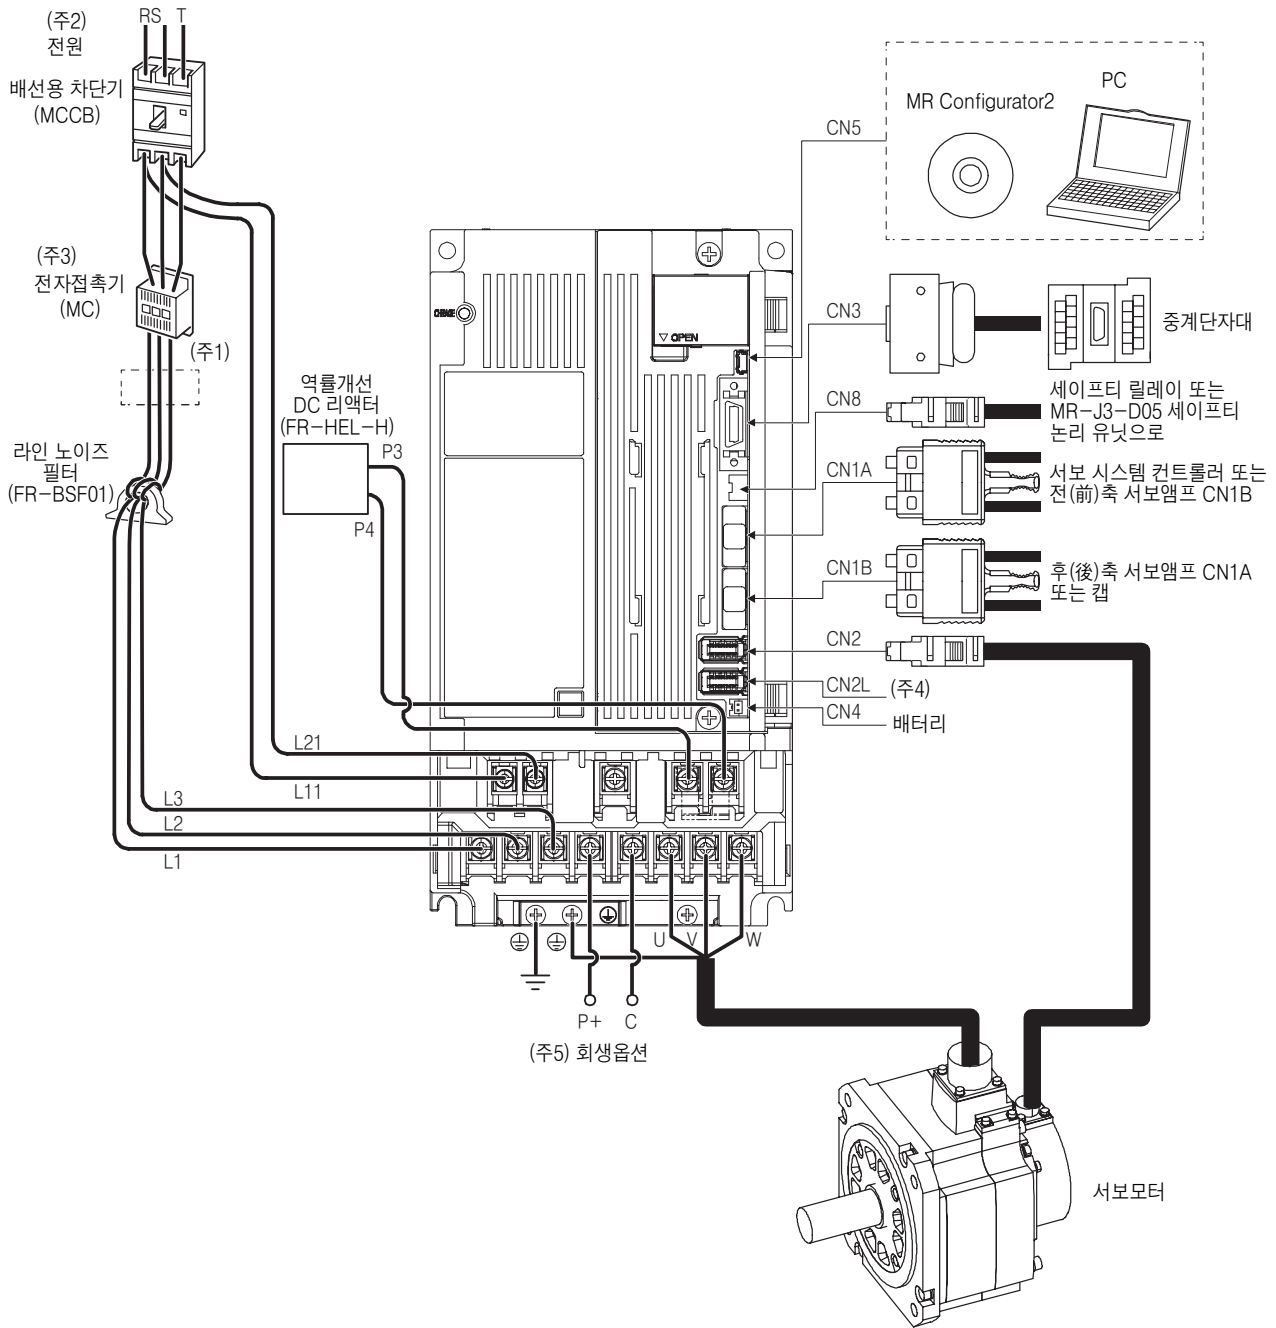 (주2)
전원
RS T
배선용 차단기
(MCCB)
(주3)
전자접촉기
(MC)
(주1)
라인 노이즈
필터
(FR-BSF01)
역률개선
DC 리액터
(FR-HEL-H)
P3
P4
CHARGE
▽ OPEN
MR Configurator2
PC
CN5
CN3
중계단자대
CN8
세이프티 릴레이 또는
MR-J3-D05 세이프티
논리 유닛으로
CN1A
서보 시스템 컨트롤러 또는
전(前)축 서보앰프 CN1B
CN1B
후(後)축 서보앰프 CN1A
또는 캡
CN2
CN2L
(주4)
CN4
배터리
L21
L11
L3
L2
L1
U
V
W
P+
C
(주5) 회생옵션
서보모터